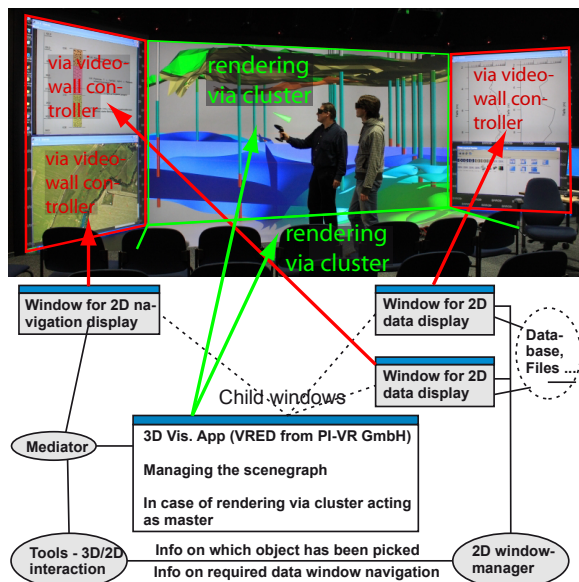 via video-
wall con-
troller
rendering
via cluster
via video-
wall con-
troller
via video-
wall con-
troller
rendering
via cluster
Window for 2D na-
vigation display
Window for 2D
data display
Data-
base,
Files ....
Window for 2D
data display
Child windows
3D Vis. App (VRED from PI-VR GmbH)
Managing the scenegraph
In case of rendering via cluster acting
as master
Mediator
Tools - 3D/2D
interaction
Info on which object has been picked
Info on required data window navigation
2D window-
manager